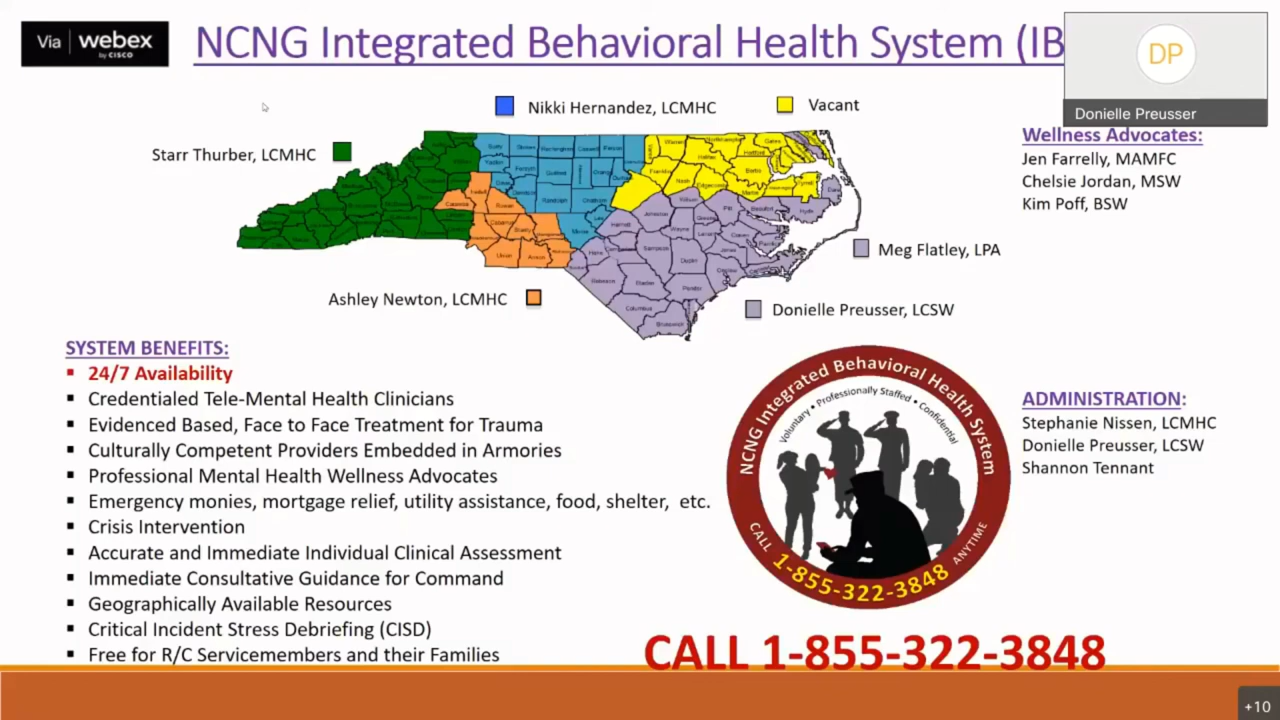 Via webex
by CISCO
NCNG Integrated Behavioral Health System (IB
DP
Donielle Preusser
Nikki Hernandez, LCMHC
Vacant
Starr Thurber, LCMHC
Wellness Advocates:
Jen Farrelly, MAMFC
Chelsie Jordan, MSW
Kim Poff, BSW
Meg Flatley, LPA
Ashley Newton, LCMHC
Donielle Preusser, LCSW
SYSTEM BENEFITS:
24/7 Availability
Credentialed Tele-Mental Health Clinicians
Evidenced Based, Face to Face Treatment for Trauma
Culturally Competent Providers Embedded in Armories
Professional Mental Health Wellness Advocates
Emergency monies, mortgage relief, utility assistance, food, shelter, etc.
Crisis Intervention
Accurate and Immediate Individual Clinical Assessment
Immediate Consultative Guidance for Command
Geographically Available Resources
Critical Incident Stress Debriefing (CISD)
Free for R/C Servicemembers and their Families
NCNG Integrated Behavioral Health System
Voluntary • Professionally Staffed • Confidential
CALL 1-855-322-3848 ANYTIME
ADMINISTRATION:
Stephanie Nissen, LCMHC
Donielle Preusser, LCSW
Shannon Tennant
CALL 1-855-322-3848
+10